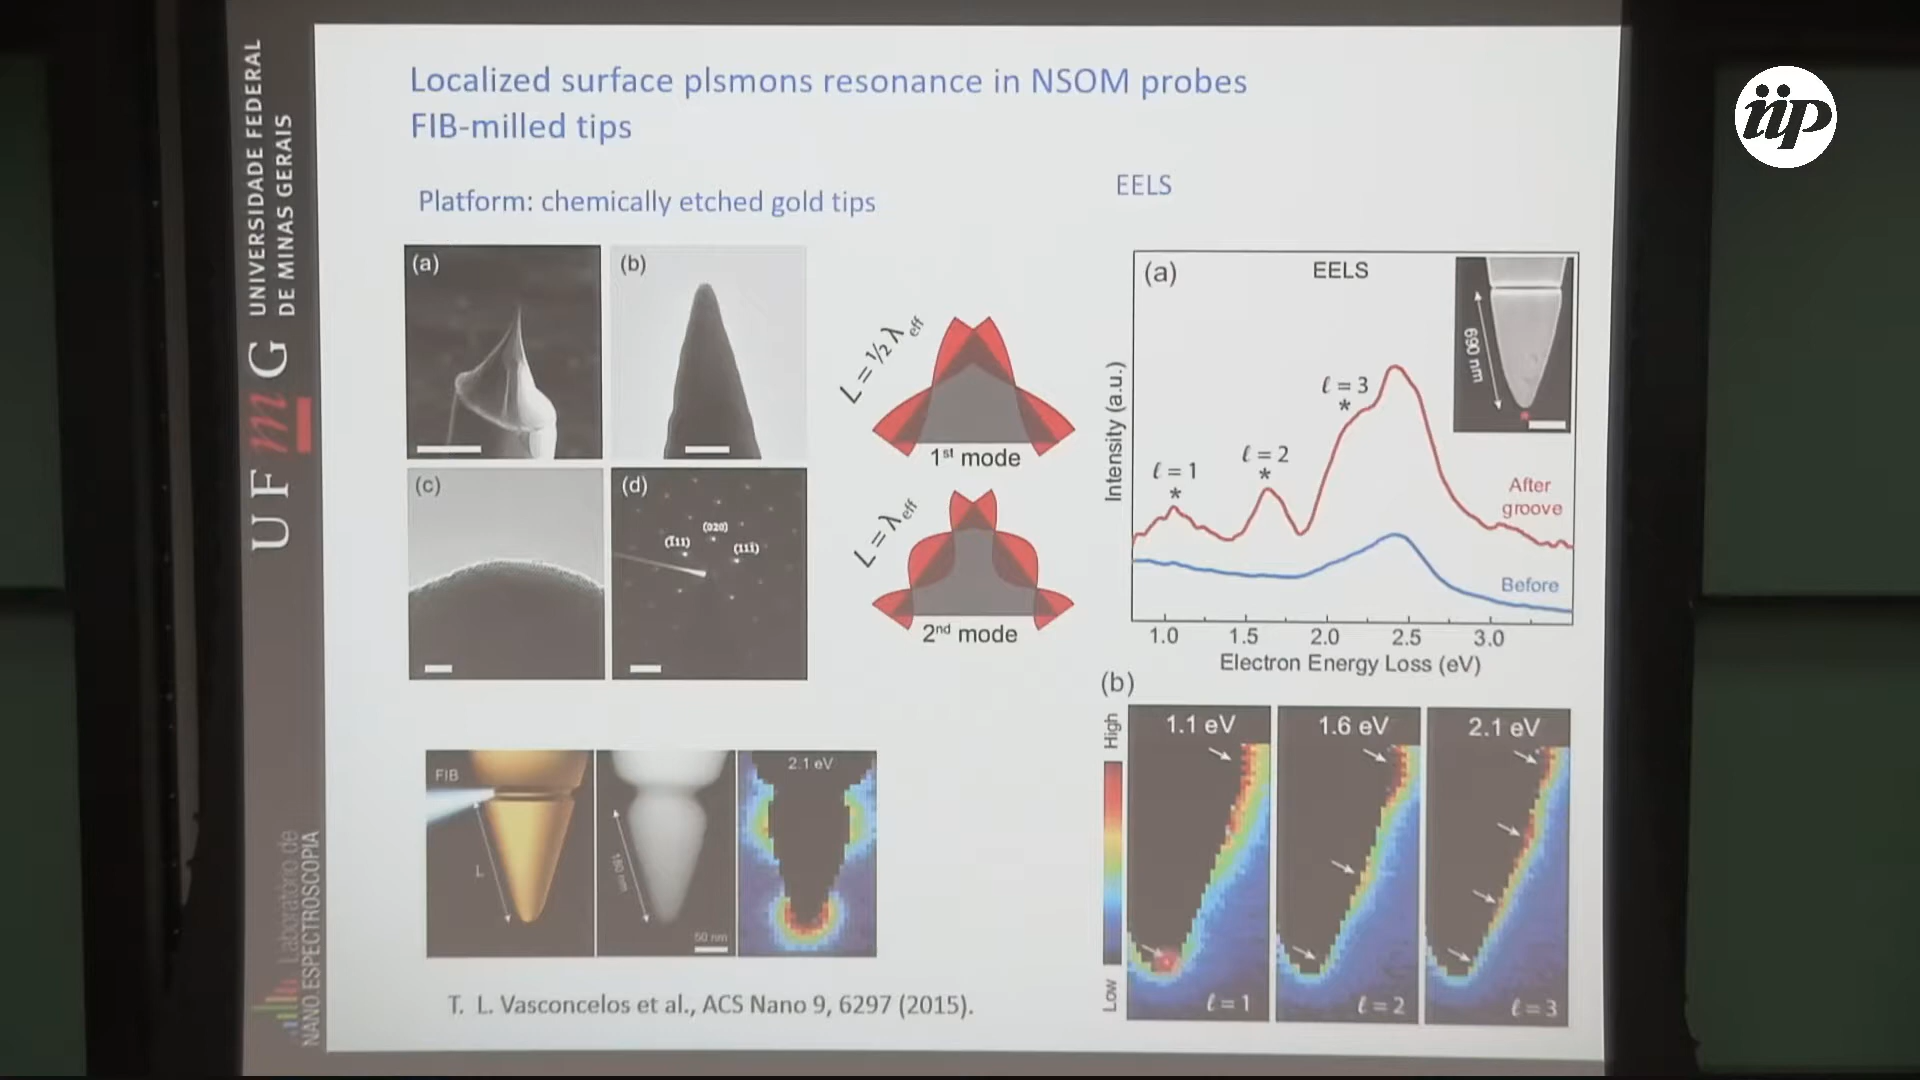 Localized surface plsmons resonance in NSOM probes
FIB-milled tips
Platform: chemically etched gold tips
EELS
UFmG
UNIVERSIDADE FEDERAL
DE MINAS GERAIS
Laboratório de
NANO.ESPECTROSCOPIA
iip
(a)
(b)
(c)
(d)
(1̄11)
(020)
(111̄)
L = ½ λeff
1st mode
L = λeff
2nd mode
(a)
EELS
690 nm
ℓ = 1
*
ℓ = 2
*
ℓ = 3
*
After
groove
Before
Intensity (a.u.)
1.0 1.5 2.0 2.5 3.0
Electron Energy Loss (eV)
(b)
High
Low
1.1 eV
1.6 eV
2.1 eV
ℓ = 1
ℓ = 2
ℓ = 3
FIB
L
180 nm
50 nm
2.1 eV
T. L. Vasconcelos et al., ACS Nano 9, 6297 (2015).